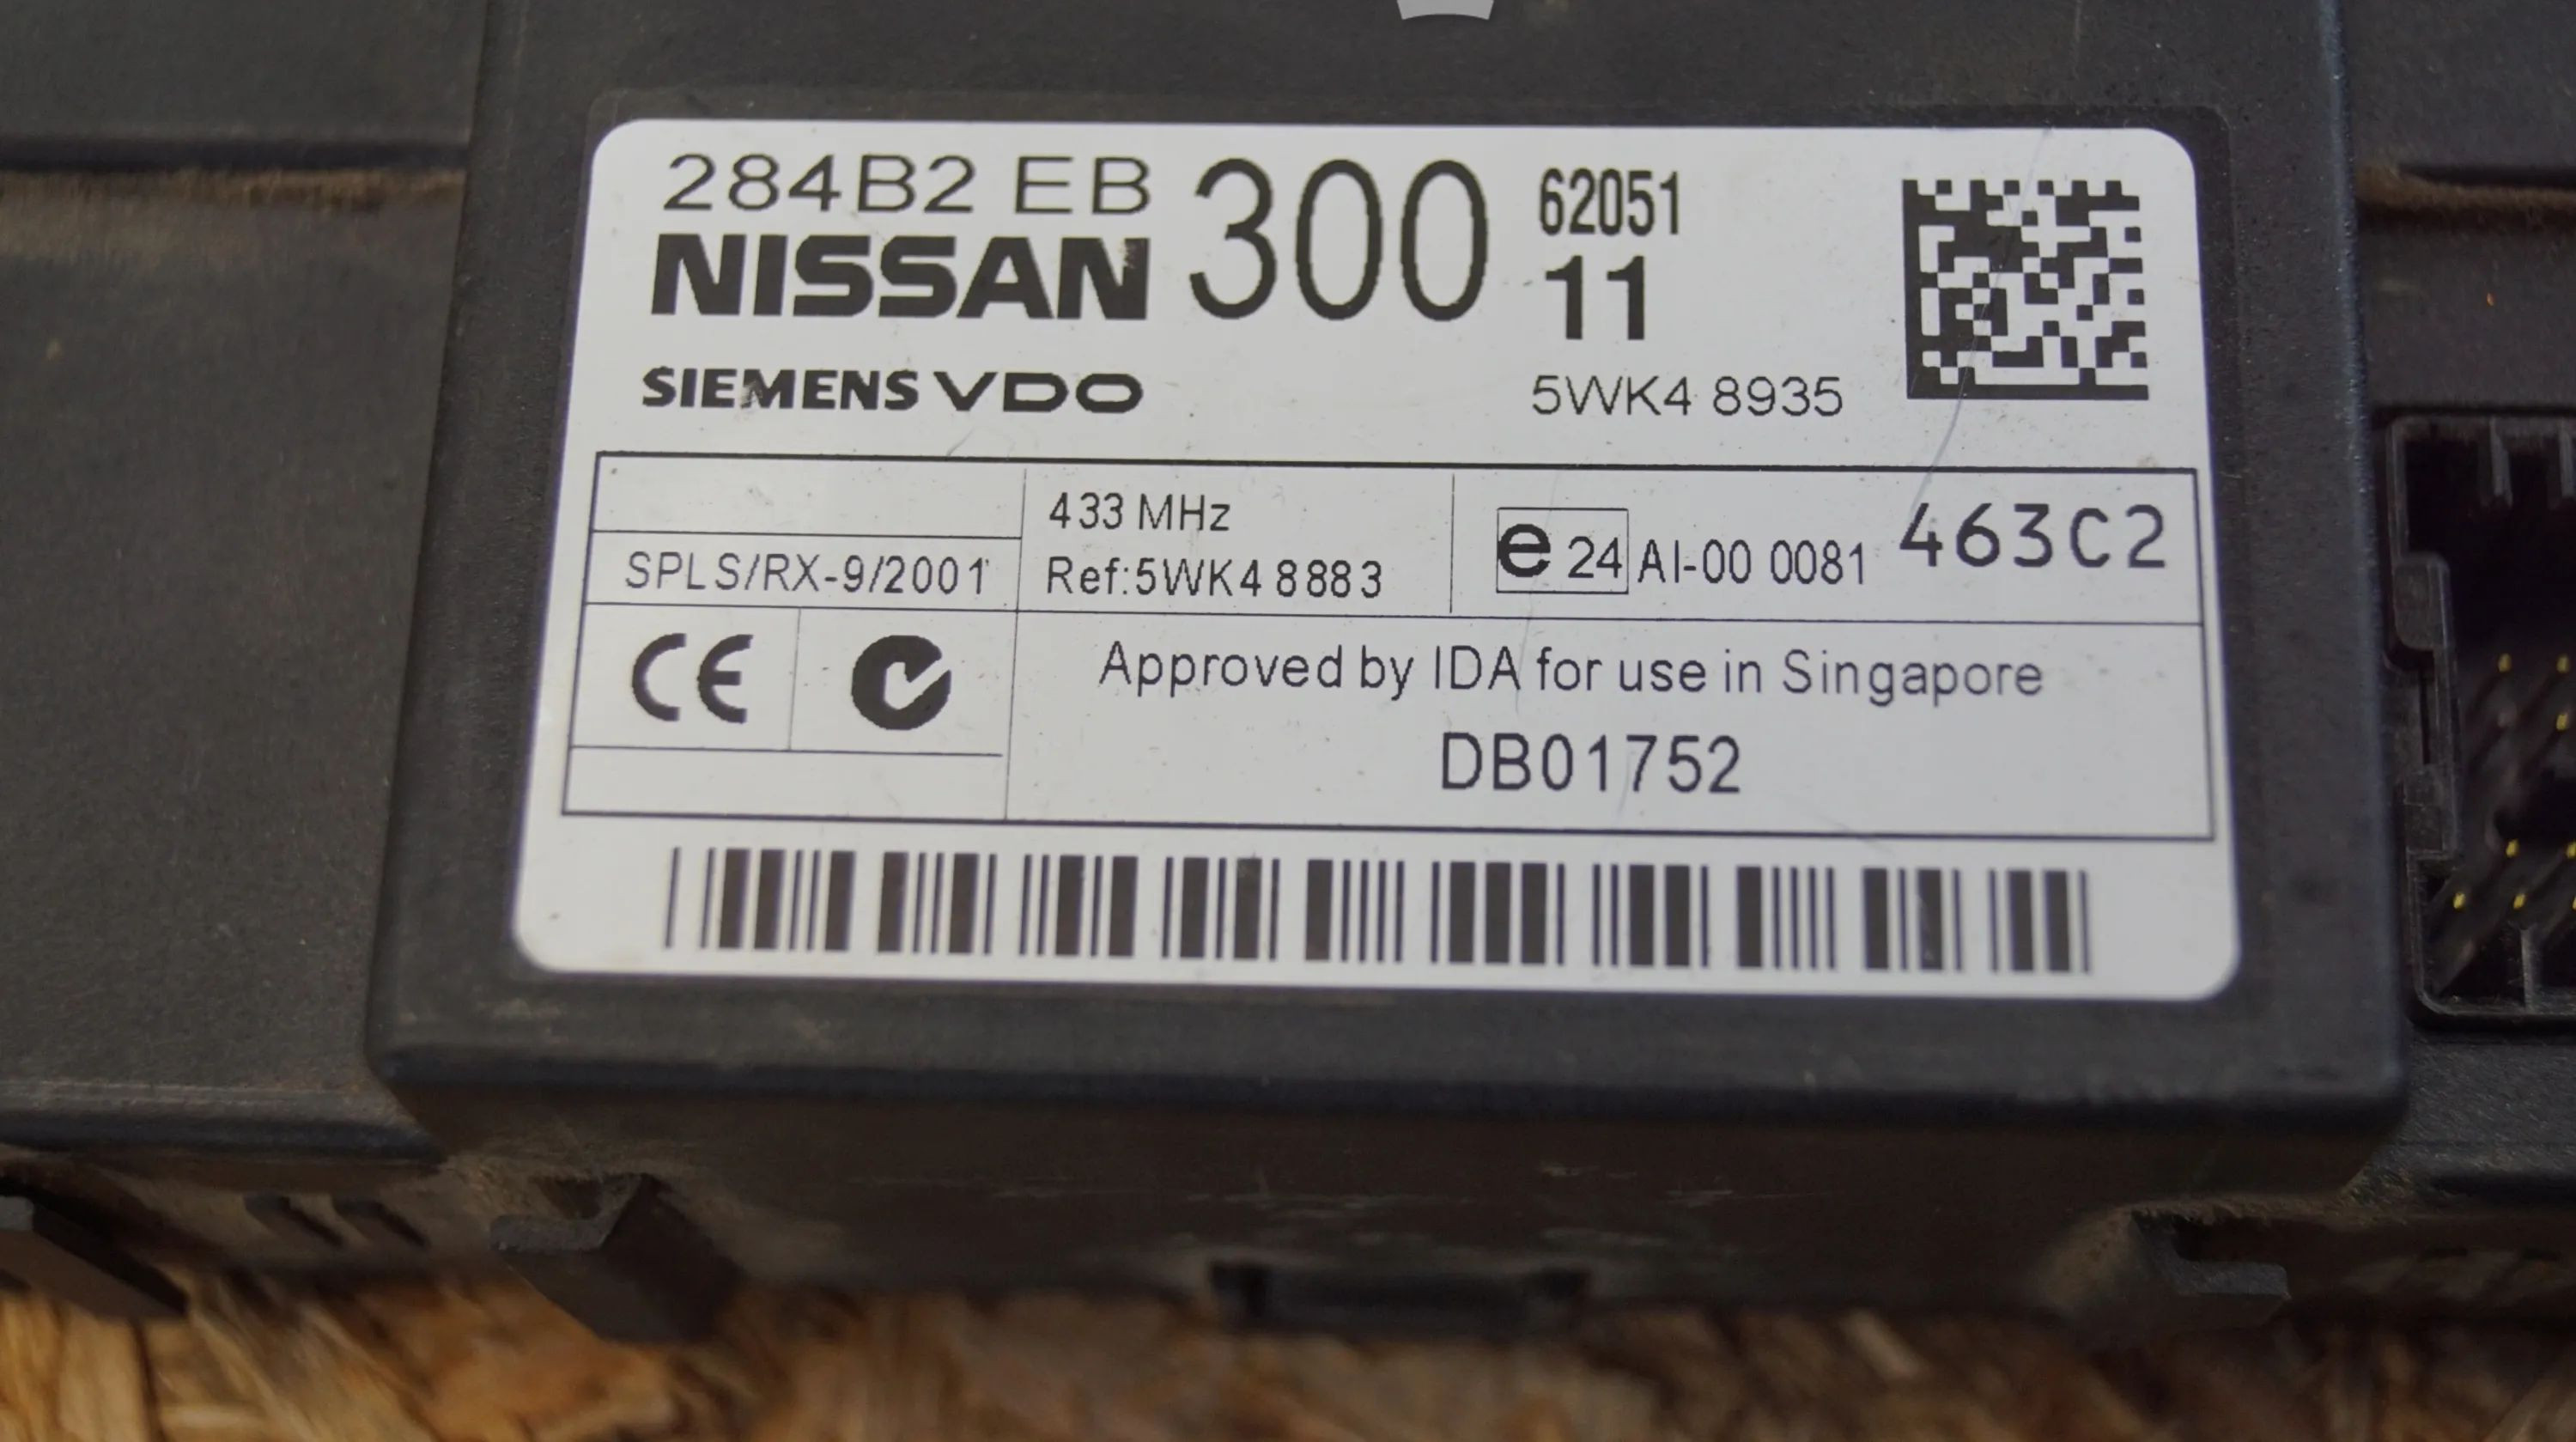 284B2 EB 300 62051
NISSAN 11
SIEMENS VDO 5WK4 8935
433 MHz
SPLS/RX-9/2001 Ref:5WK4 8883 e 24 AI-00 0081 463C2
CE Approved by IDA for use in Singapore
DB01752